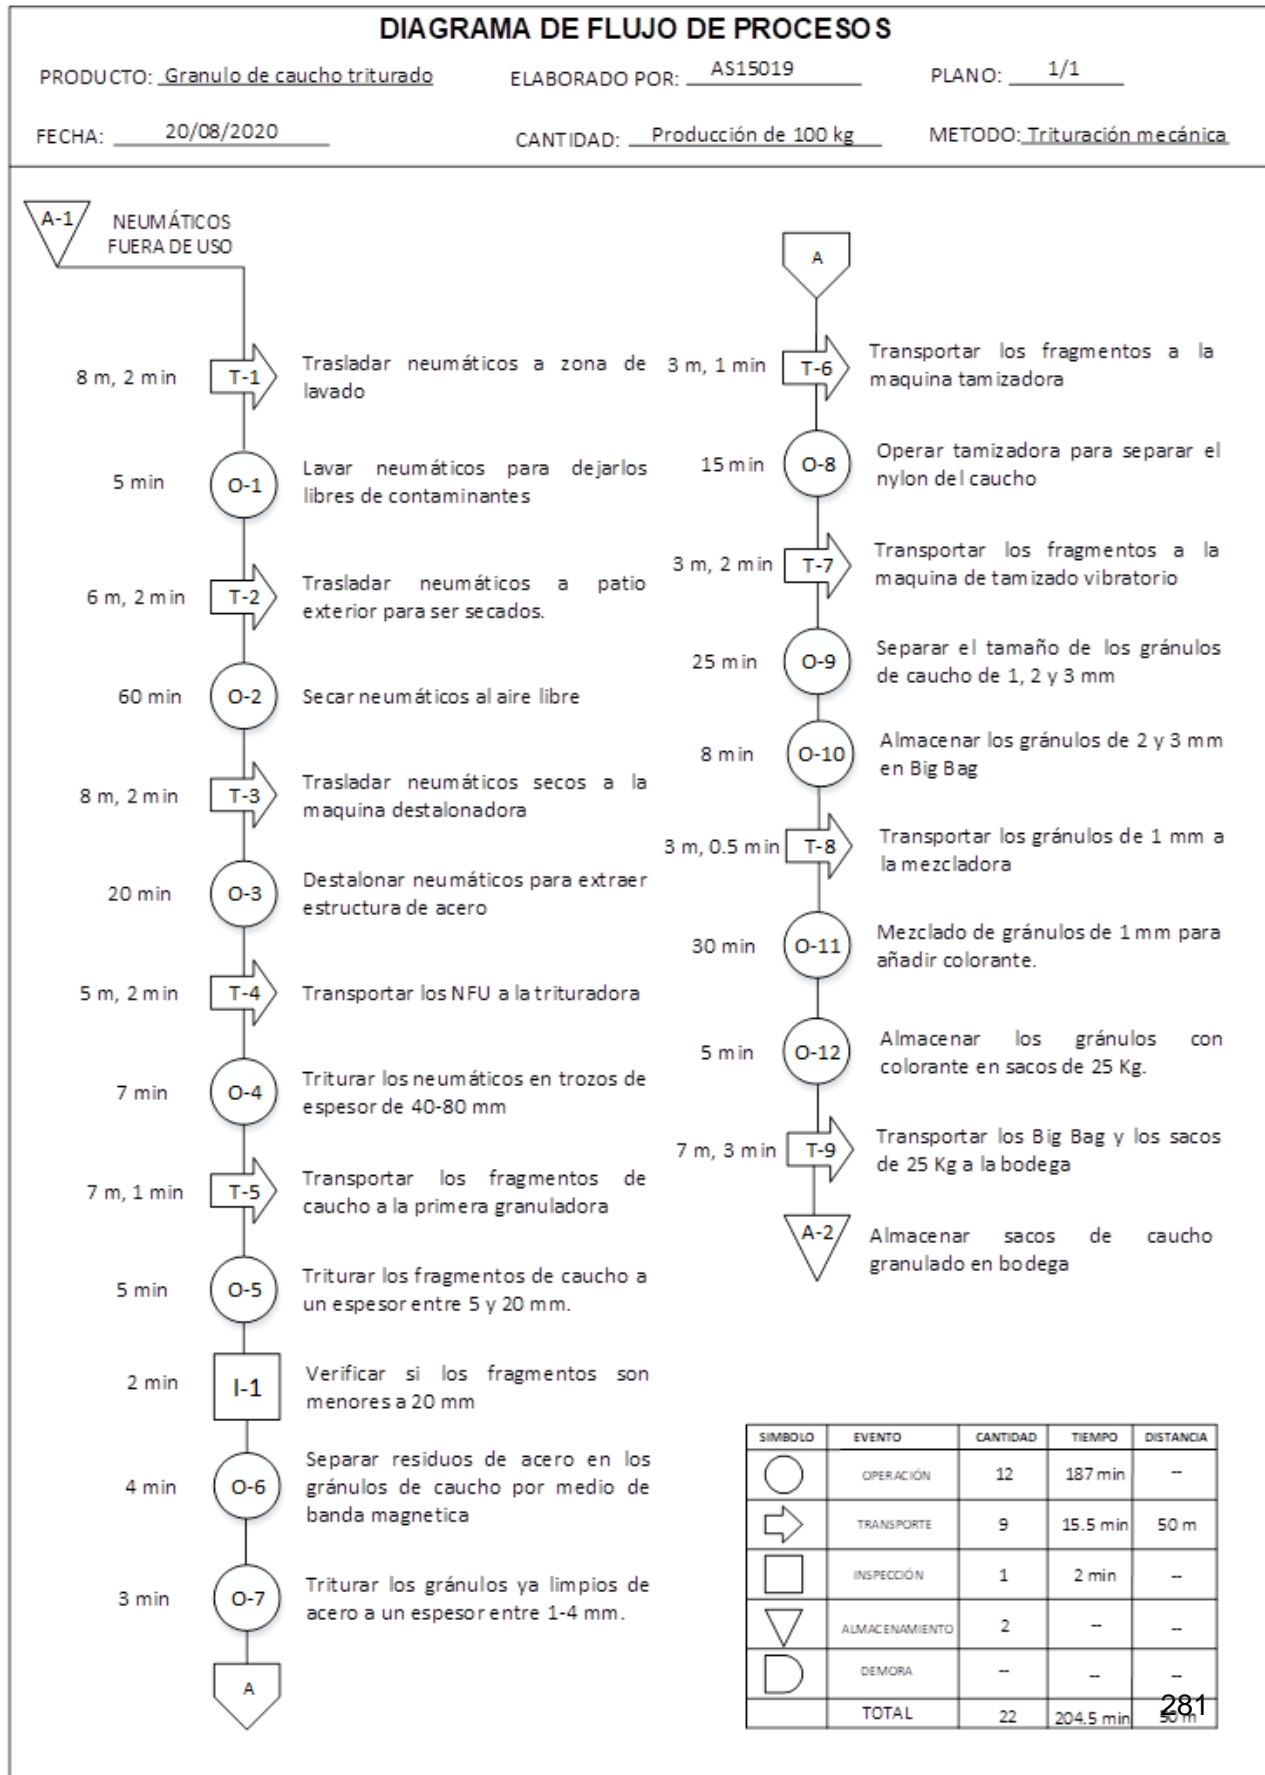 DIAGRAMA DE FLUJO DE PROCESOS
PRODUCTO: Granulo de caucho triturado ELABORADO POR: AS15019 PLANO: 1/1
FECHA: 20/08/2020 CANTIDAD: Producción de 100 kg METODO: Trituración mecánica
A-1
NEUMÁTICOS
FUERA DE USO
8 m, 2 min T-1 Trasladar neumáticos a zona de
lavado
5 min O-1 Lavar neumáticos para dejarlos
libres de contaminantes
6 m, 2 min T-2 Trasladar neumáticos a patio
exterior para ser secados.
60 min O-2 Secar neumáticos al aire libre
8 m, 2 min T-3 Trasladar neumáticos secos a la
maquina destalonadora
20 min O-3 Destalonar neumáticos para extraer
estructura de acero
5 m, 2 min T-4 Transportar los NFU a la trituradora
7 min O-4 Triturar los neumáticos en trozos de
espesor de 40-80 mm
7 m, 1 min T-5 Transportar los fragmentos de
caucho a la primera granuladora
5 min O-5 Triturar los fragmentos de caucho a
un espesor entre 5 y 20 mm.
2 min I-1 Verificar si los fragmentos son
menores a 20 mm
4 min O-6 Separar residuos de acero en los
gránulos de caucho por medio de
banda magnetica
3 min O-7 Triturar los gránulos ya limpios de
acero a un espesor entre 1-4 mm.
A
A
3 m, 1 min T-6 Transportar los fragmentos a la
maquina tamizadora
15 min O-8 Operar tamizadora para separar el
nylon del caucho
3 m, 2 min T-7 Transportar los fragmentos a la
maquina de tamizado vibratorio
25 min O-9 Separar el tamaño de los gránulos
de caucho de 1, 2 y 3 mm
8 min O-10 Almacenar los gránulos de 2 y 3 mm
en Big Bag
3 m, 0.5 min T-8 Transportar los gránulos de 1 mm a
la mezcladora
30 min O-11 Mezclado de gránulos de 1 mm para
añadir colorante.
5 min O-12 Almacenar los gránulos con
colorante en sacos de 25 Kg.
7 m, 3 min T-9 Transportar los Big Bag y los sacos
de 25 Kg a la bodega
A-2 Almacenar sacos de caucho
granulado en bodega
SIMBOLO EVENTO CANTIDAD TIEMPO DISTANCIA
OPERACIÓN 12 187 min --
TRANSPORTE 9 15.5 min 50 m
INSPECCIÓN 1 2 min --
ALMACENAMIENTO 2 -- --
DEMORA -- -- --
TOTAL 22 204.5 min 50 m
281